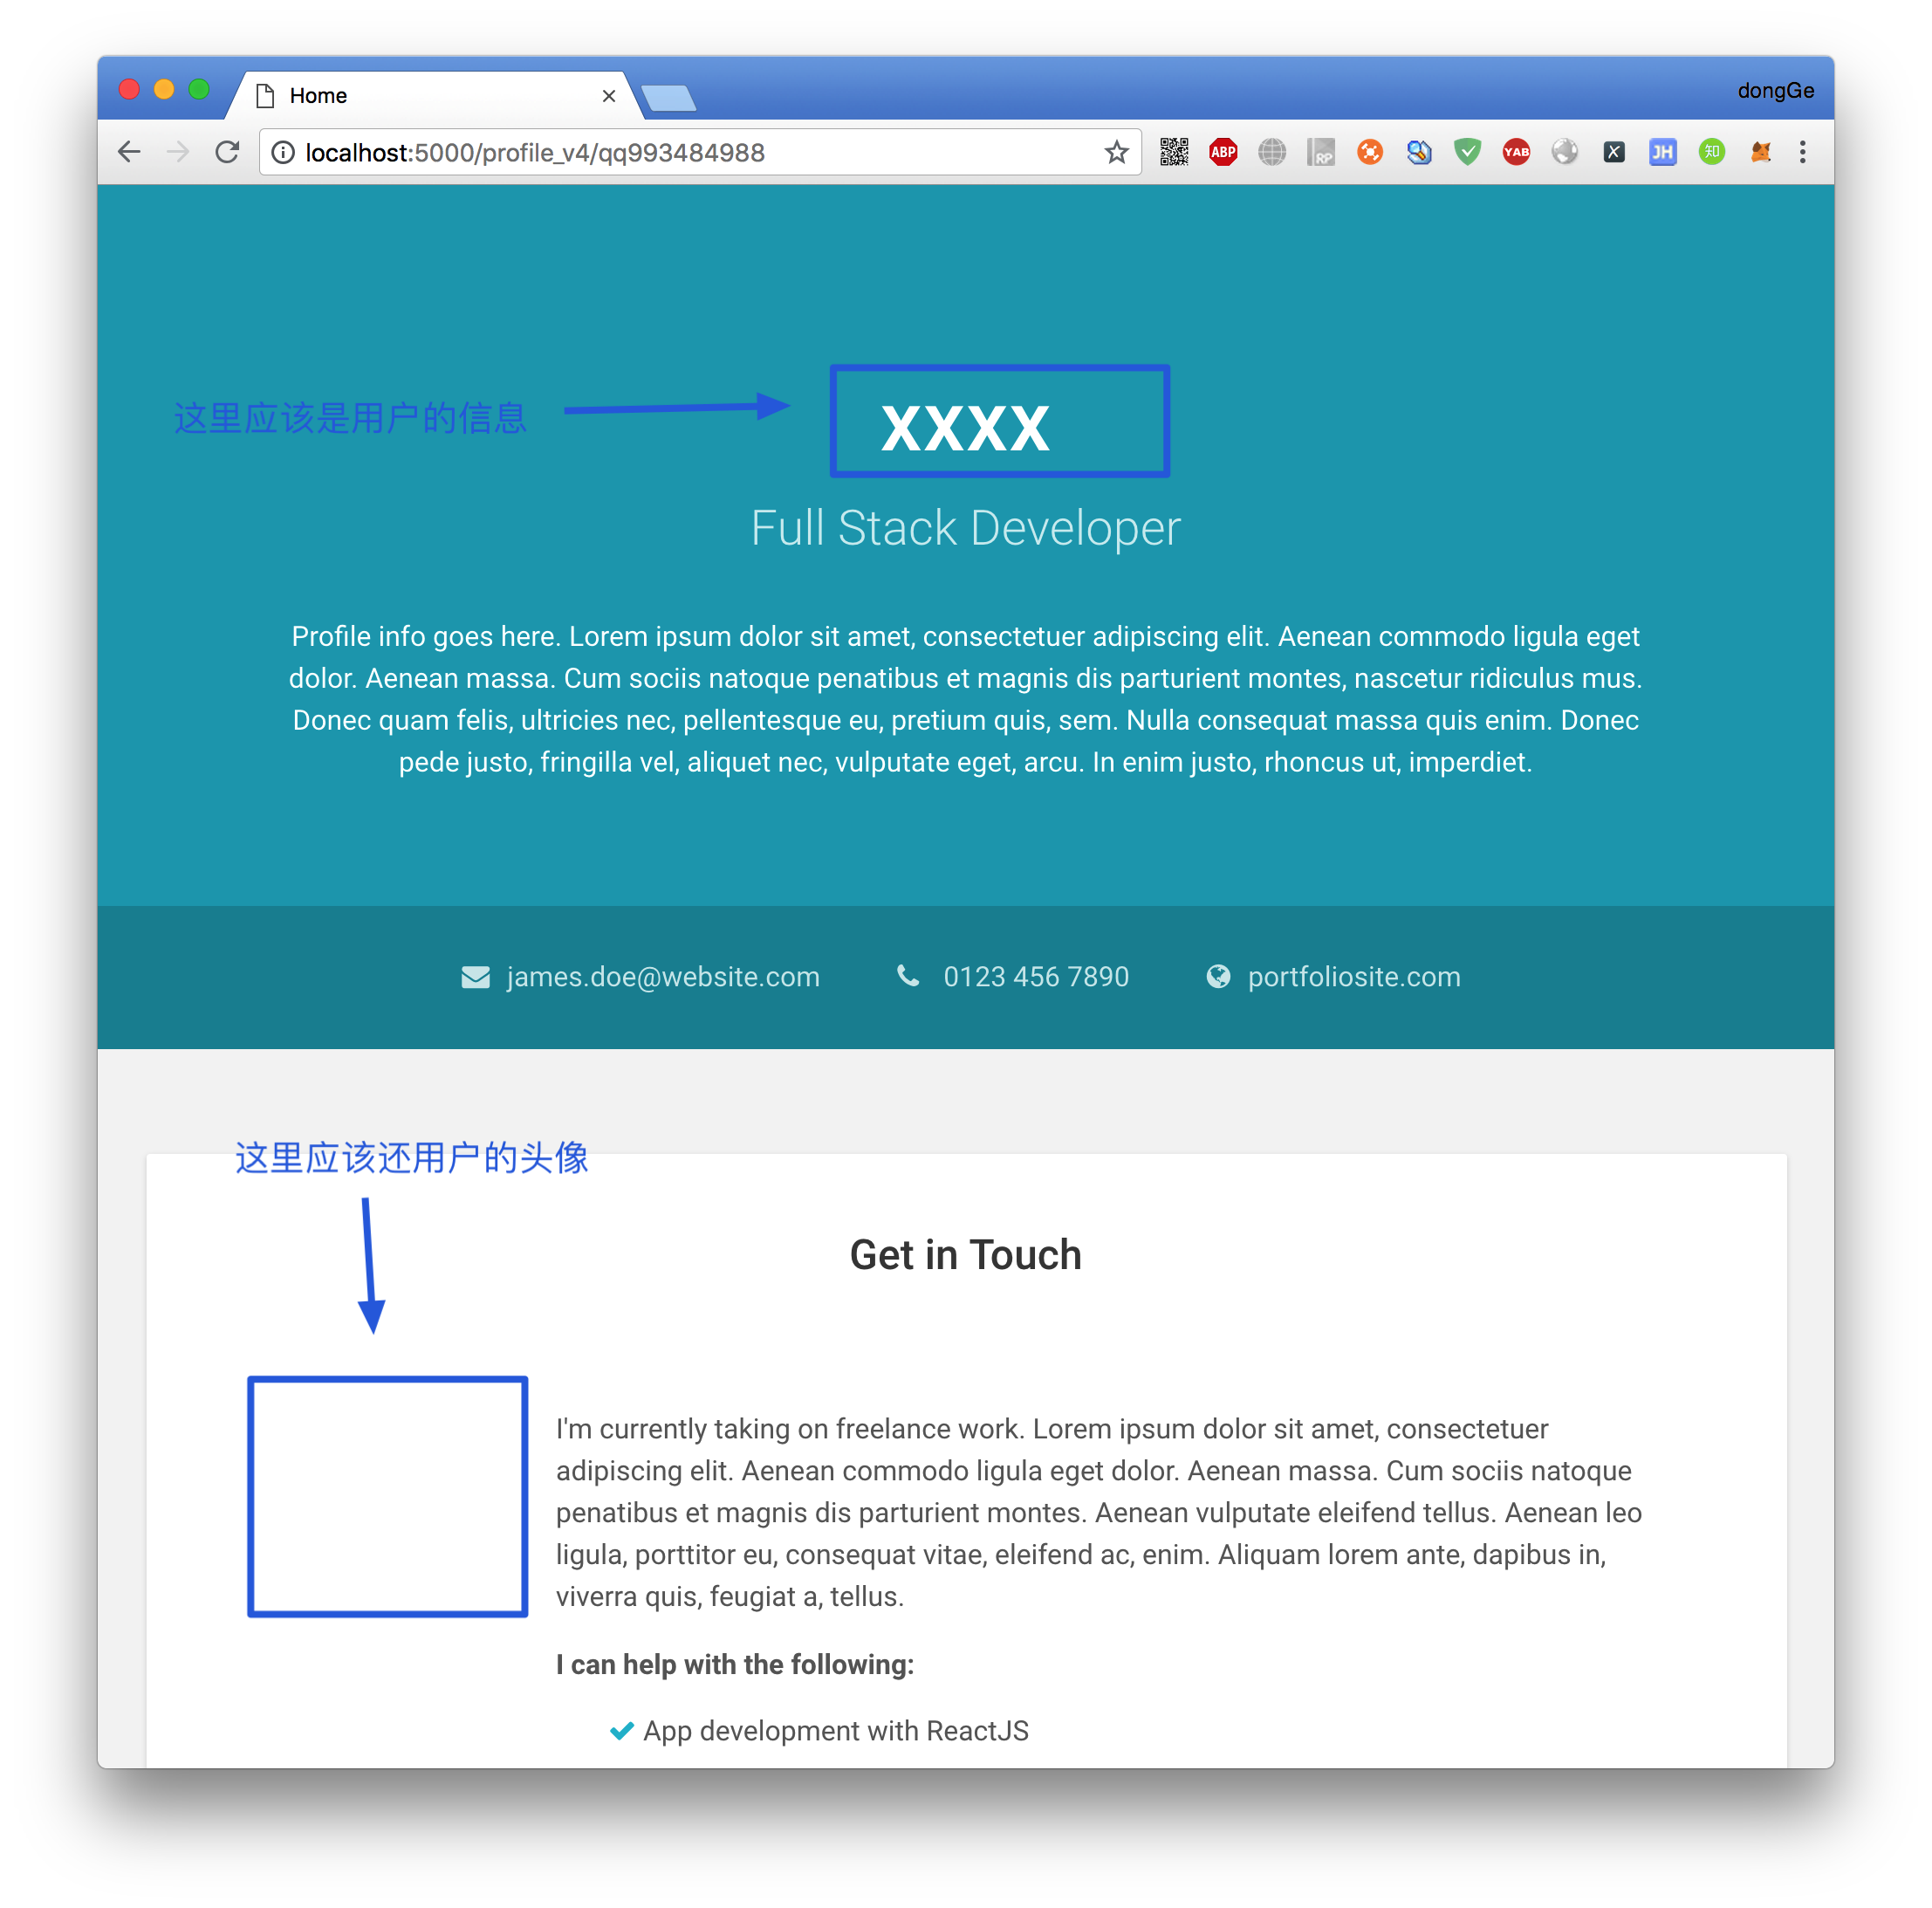 Home
dongGe
localhost:5000/profile_v4/qq993484988
ABP
RP
YAB
X
JH
知
这里应该是用户的信息
XXXX
Full Stack Developer
Profile info goes here. Lorem ipsum dolor sit amet, consectetuer adipiscing elit. Aenean commodo ligula eget
dolor. Aenean massa. Cum sociis natoque penatibus et magnis dis parturient montes, nascetur ridiculus mus.
Donec quam felis, ultricies nec, pellentesque eu, pretium quis, sem. Nulla consequat massa quis enim. Donec
pede justo, fringilla vel, aliquet nec, vulputate eget, arcu. In enim justo, rhoncus ut, imperdiet.
james.doe@website.com
0123 456 7890
portfoliosite.com
这里应该还用户的头像
Get in Touch
I'm currently taking on freelance work. Lorem ipsum dolor sit amet, consectetuer
adipiscing elit. Aenean commodo ligula eget dolor. Aenean massa. Cum sociis natoque
penatibus et magnis dis parturient montes. Aenean vulputate eleifend tellus. Aenean leo
ligula, porttitor eu, consequat vitae, eleifend ac, enim. Aliquam lorem ante, dapibus in,
viverra quis, feugiat a, tellus.
I can help with the following:
App development with ReactJS